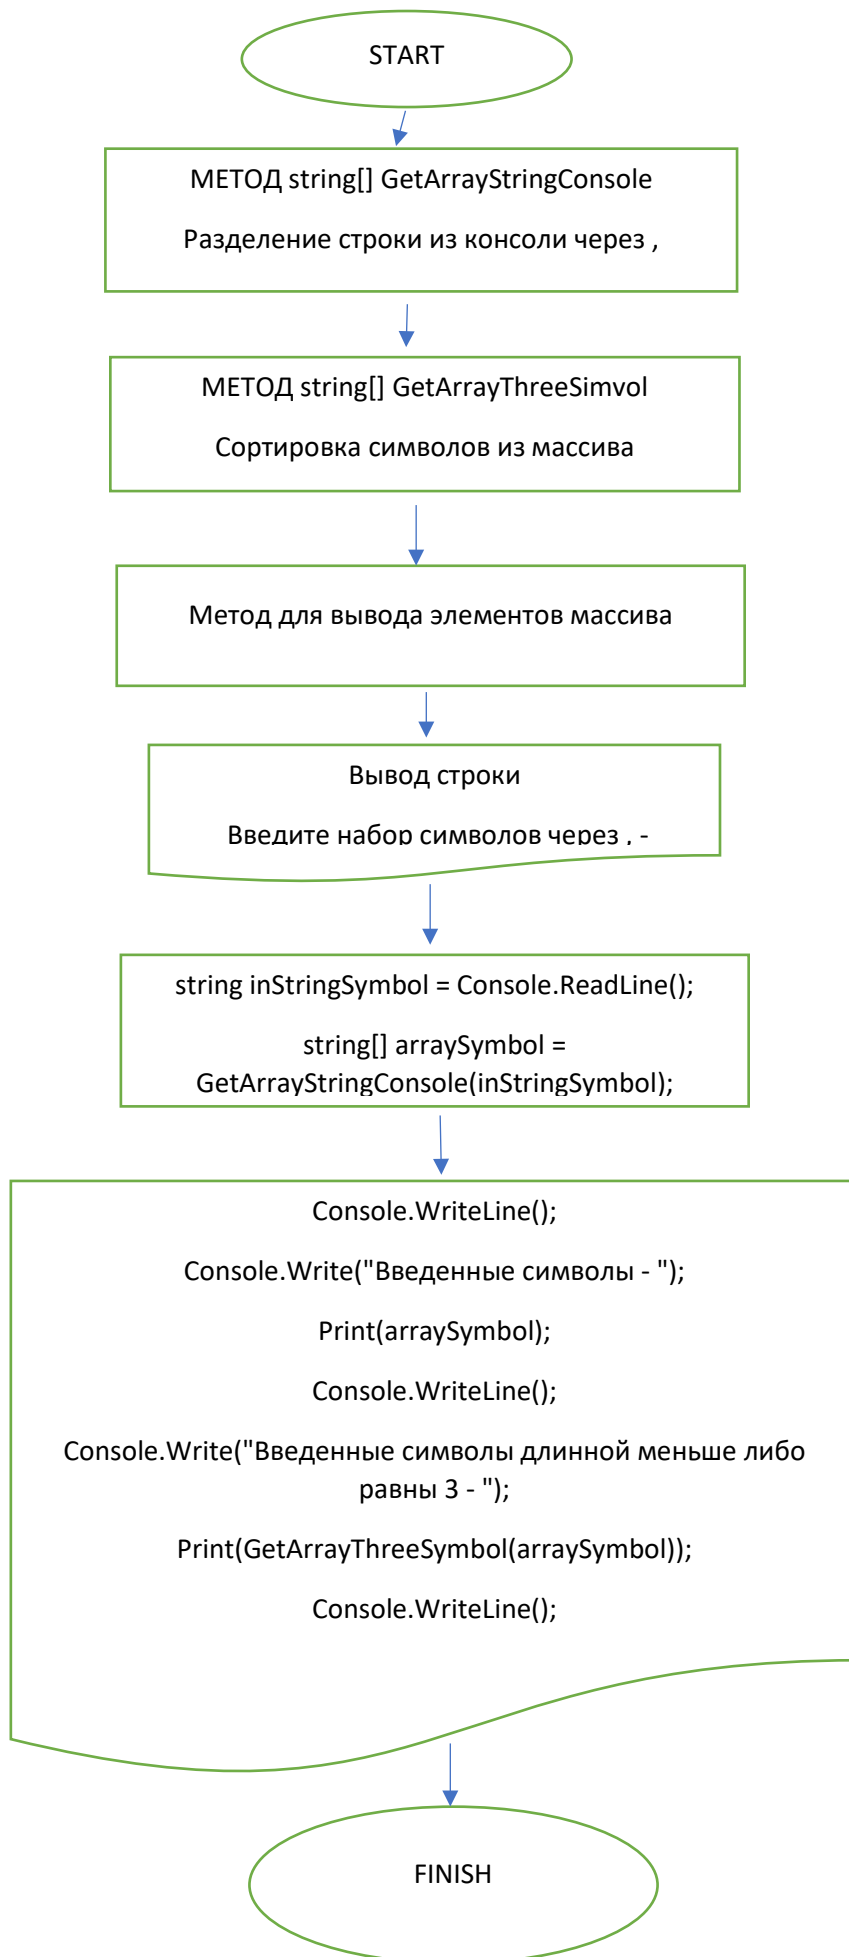 START
МЕТОД string[] GetArrayStringConsole
Разделение строки из консоли через ,
МЕТОД string[] GetArrayThreeSimvol
Сортировка символов из массива
Метод для вывода элементов массива
Вывод строки
Введите набор символов через , -
string inStringSymbol = Console.ReadLine();
string[] arraySymbol =
GetArrayStringConsole(inStringSymbol);
Console.WriteLine();
Console.Write("Введенные символы - ");
Print(arraySymbol);
Console.WriteLine();
Console.Write("Введенные символы длинной меньше либо
равны 3 - ");
Print(GetArrayThreeSymbol(arraySymbol));
Console.WriteLine();
FINISH